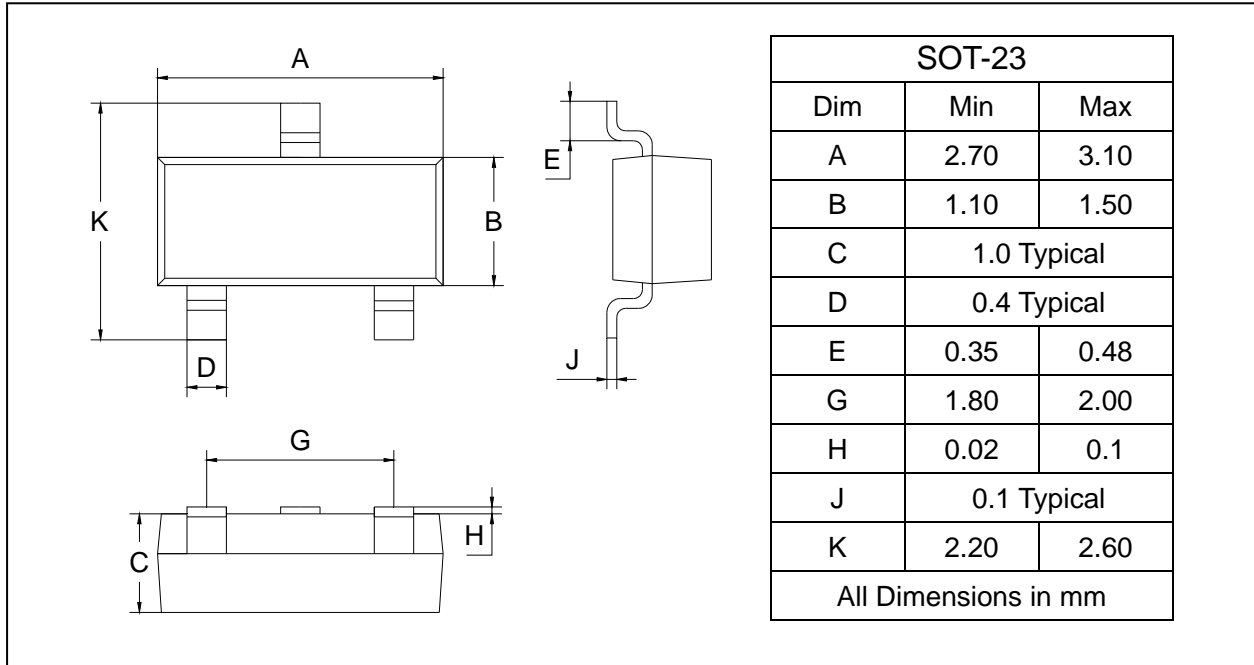 A
K
B
D
E
J
G
C
H
SOT-23
Dim Min Max
A 2.70 3.10
B 1.10 1.50
C 1.0 Typical
D 0.4 Typical
E 0.35 0.48
G 1.80 2.00
H 0.02 0.1
J 0.1 Typical
K 2.20 2.60
All Dimensions in mm